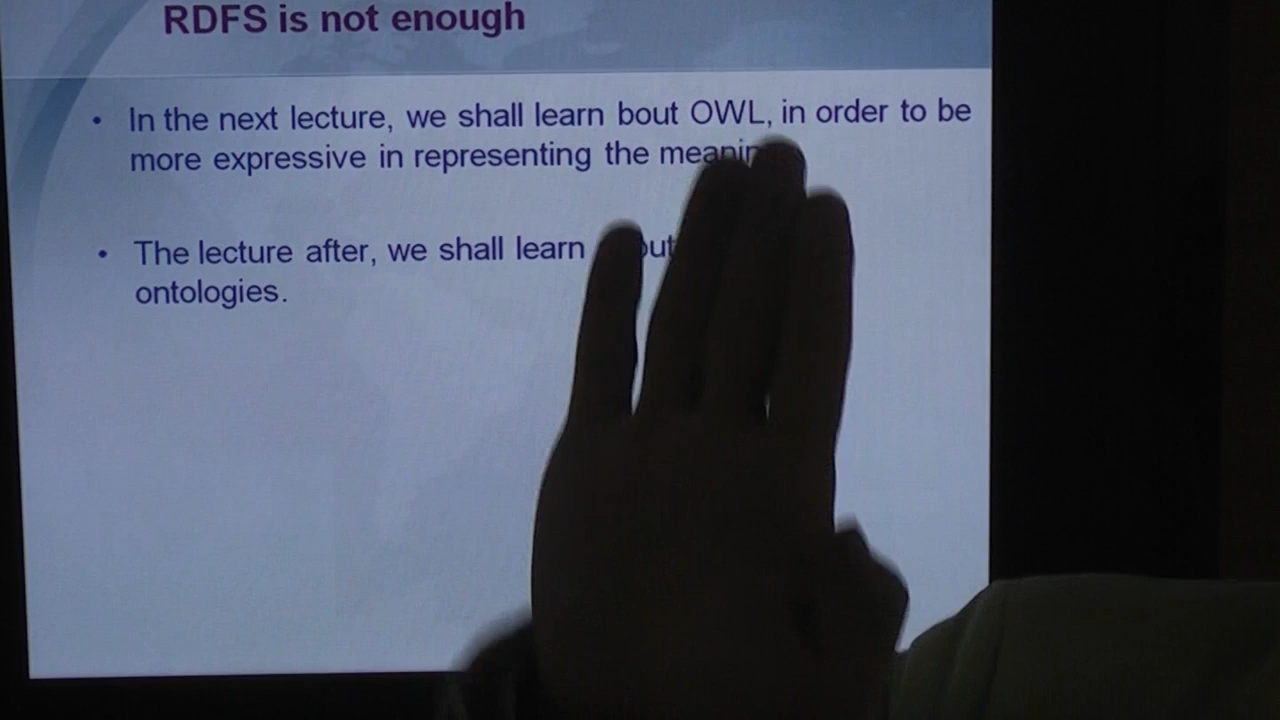 RDFS is not enough
• In the next lecture, we shall learn bout OWL, in order to be
more expressive in representing the
• The lecture after, we shall learn
ontologies.